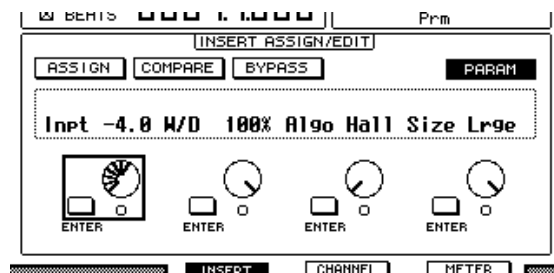 BEATS
Prm
INSERT ASSIGN/EDIT
ASSIGN COMPARE BYPASS PARAM
Inpt -4.0 W/D 100% Algo Hall Size Lrge
ENTER ENTER ENTER ENTER
INSERT CHANNEL METER